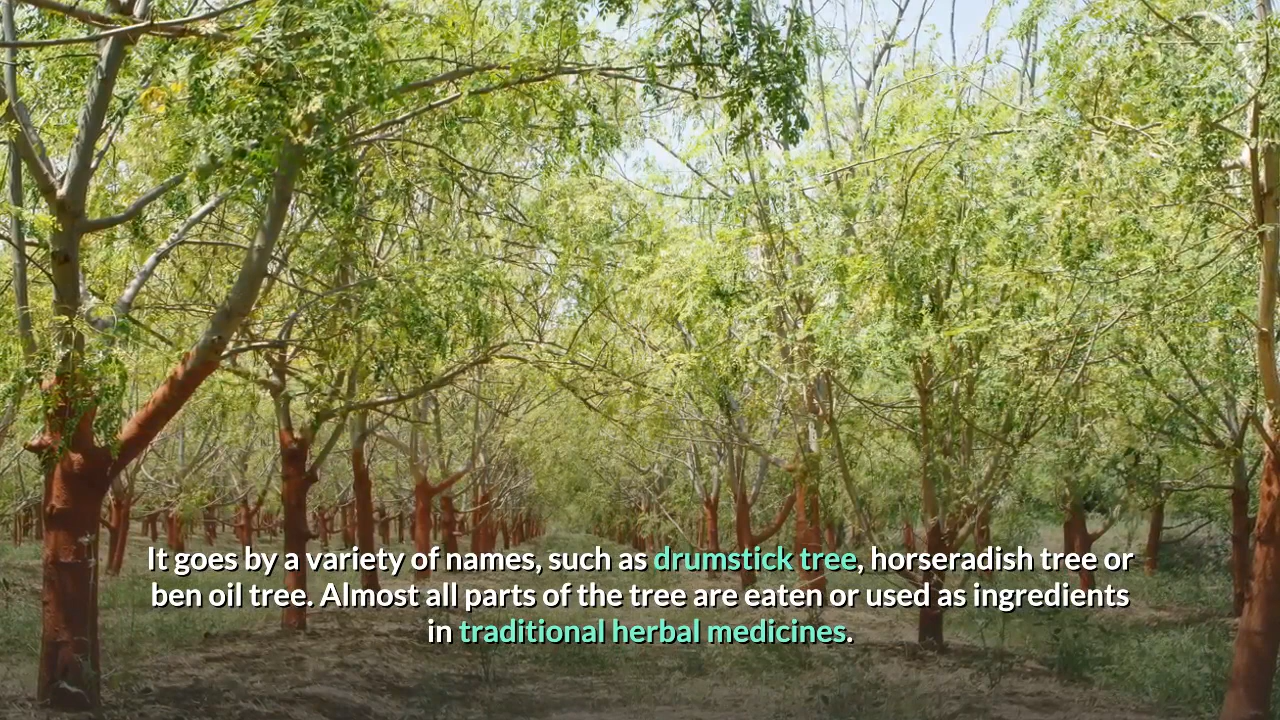 It goes by a variety of names, such as drumstick tree, horseradish tree or
ben oil tree. Almost all parts of the tree are eaten or used as ingredients
in traditional herbal medicines.